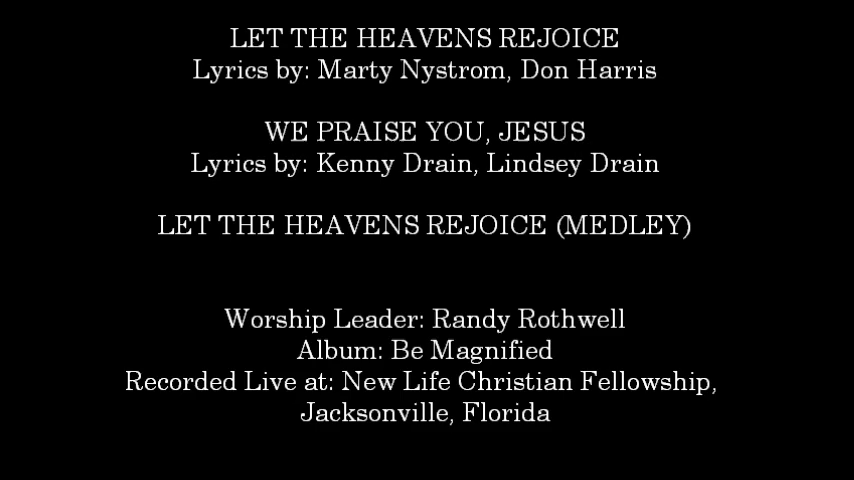 LET THE HEAVENS REJOICE
Lyrics by: Marty Nystrom, Don Harris
WE PRAISE YOU, JESUS
Lyrics by: Kenny Drain, Lindsey Drain
LET THE HEAVENS REJOICE (MEDLEY)
Worship Leader: Randy Rothwell
Album: Be Magnified
Recorded Live at: New Life Christian Fellowship,
Jacksonville, Florida